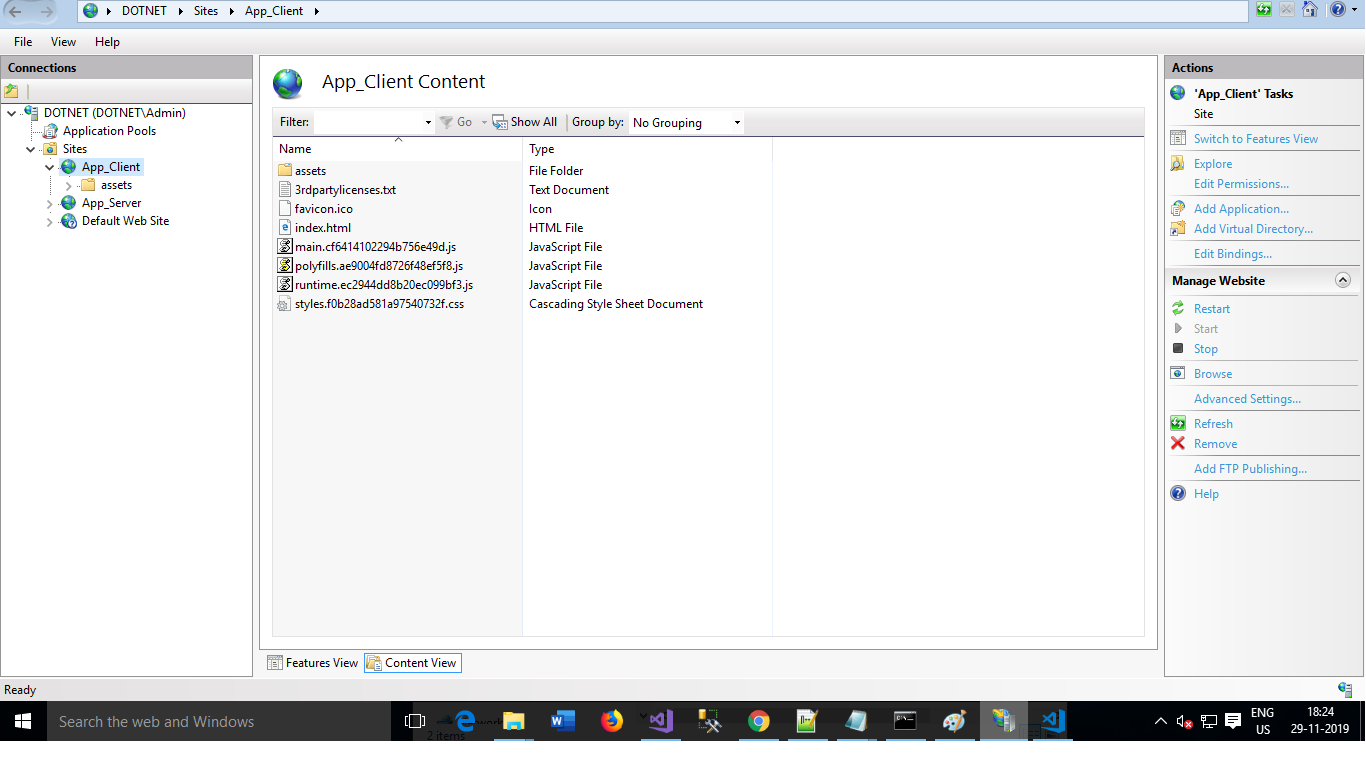 DOTNET Sites App_Client
File View Help
Connections
DOTNET (DOTNET\Admin)
Application Pools
Sites
App_Client
assets
App_Server
Default Web Site
App_Client Content
Filter: Go Show All Group by: No Grouping
Name Type
assets File Folder
3rdpartylicenses.txt Text Document
favicon.ico Icon
index.html HTML File
main.cf6414102294b756e49d.js JavaScript File
polyfills.ae9004fd8726f48ef5f8.js JavaScript File
runtime.ec2944dd8b20ec099bf3.js JavaScript File
styles.f0b28ad581a97540732f.css Cascading Style Sheet Document
Features View Content View
Actions
'App_Client' Tasks
Site
Switch to Features View
Explore
Edit Permissions...
Add Application...
Add Virtual Directory...
Edit Bindings...
Manage Website
Restart
Start
Stop
Browse
Advanced Settings...
Refresh
Remove
Add FTP Publishing...
Help
Ready
Search the web and Windows
2 items
ENG
US
18:24
29-11-2019